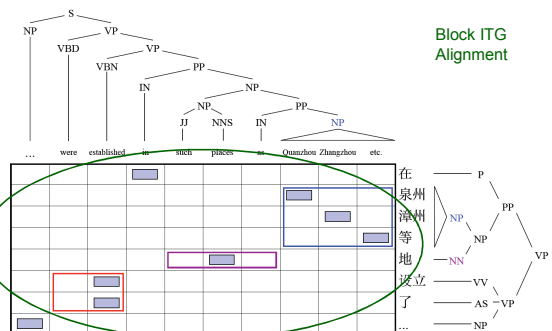 Block ITG
Alignment
S
NP VP
VBD VP
VBN PP
IN NP
NP PP
JJ NNS IN NP
... were established in such places as Quanzhou Zhangzhou etc.
在 P
泉州
漳州 NP PP
等 NP
地 NN VP
设立 VV
了 AS VP
... NP